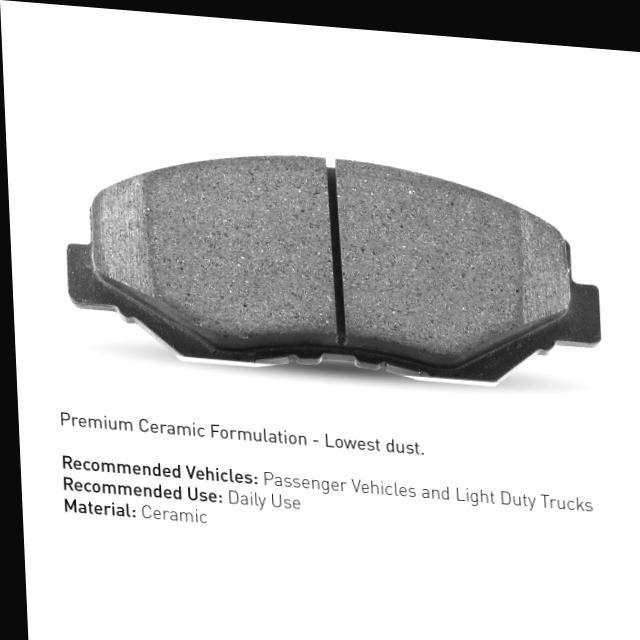 Premium Ceramic Formulation - Lowest dust.
Recommended Vehicles: Passenger Vehicles and Light Duty Trucks
Recommended Use: Daily Use
Material: Ceramic